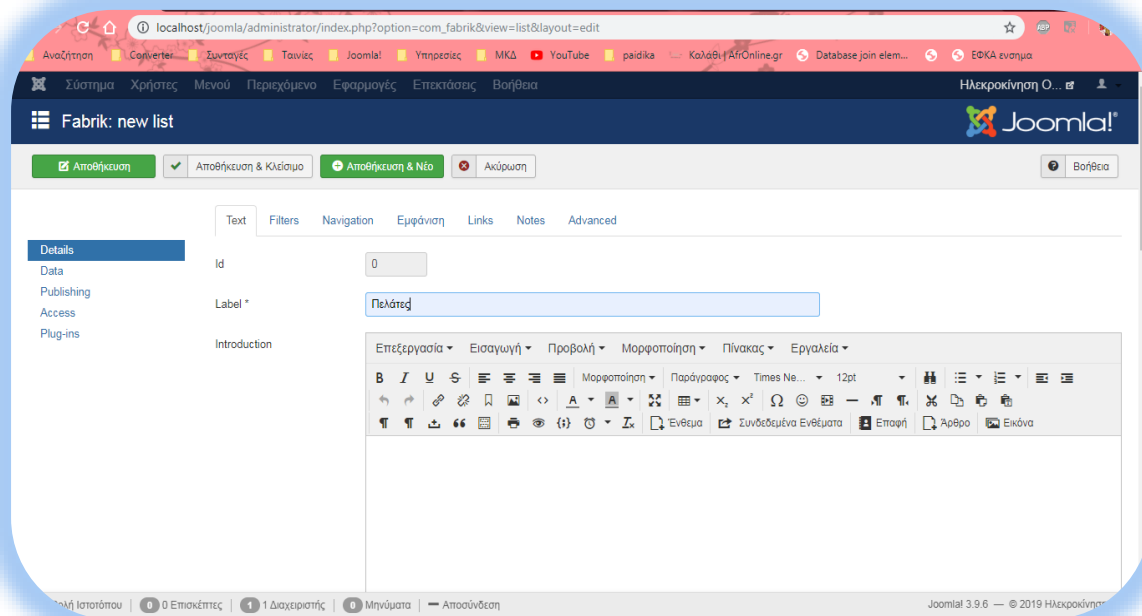 localhost/joomla/administrator/index.php?option=com_fabrik&view=list&layout=edit
Αναζήτηση Converter Συνταγές Ταινίες Joomla! Υπηρεσίες ΜΚΔ YouTube paidika Καλάθι | AfrOnline.gr Database join elem... ΕΦΚΑ ενσημα
Σύστημα Χρήστες Μενού Περιεχόμενο Εφαρμογές Επεκτάσεις Βοήθεια Ηλεκροκίνηση Ο...
Fabrik: new list Joomla!
Αποθήκευση Αποθήκευση & Κλείσιμο Αποθήκευση & Νέο Ακύρωση Βοήθεια
Text Filters Navigation Εμφάνιση Links Notes Advanced
Details
Data
Publishing
Access
Plug-ins
Id 0
Label * Πελάτες
Introduction
Επεξεργασία Εισαγωγή Προβολή Μορφοποίηση Πίνακας Εργαλεία
Μορφοποίηση Παράγραφος Times Ne... 12pt
Ένθεμα Συνδεδεμένα Ενθέματα Επαφή Άρθρο Εικόνα
Ιστοτόπου 0 0 Επισκέπτες 1 1 Διαχειριστής 0 Μηνύματα Αποσύνδεση Joomla! 3.9.6 — © 2019